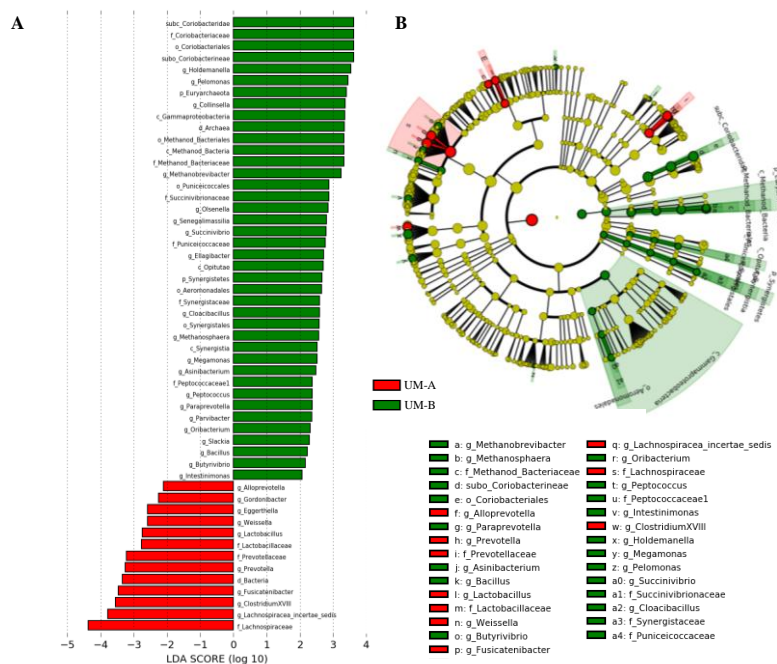 A
B
subc_Coriobacteridae
f_Coriobacteriaceae
o_Coriobacteriales
subo_Coriobacterineae
g_Holdemanella
g_Pelomonas
p_Euryarchaeota
g_Collinsella
c_Gammaproteobacteria
d_Archaea
o_Methanod_Bacteriales
c_Methanod_Bacteria
f_Methanod_Bacteriaceae
g_Methanobrevibacter
o_Puniceicoccales
f_Succinivibrionaceae
g_Olsenella
g_Senegalimassilia
g_Succinivibrio
f_Puniceicoccaceae
g_Ellagibacter
c_Opitutae
p_Synergistetes
o_Aeromonadales
f_Synergistaceae
g_Cloacibacillus
o_Synergistales
g_Methanosphaera
c_Synergistia
g_Megamonas
g_Asinibacterium
f_Peptococcaceae1
g_Peptococcus
g_Paraprevotella
g_Parvibacter
g_Oribacterium
g_Slackia
g_Bacillus
g_Butyrivibrio
g_Intestinimonas
g_Alloprevotella
g_Gordonibacter
g_Eggerthella
g_Weissella
g_Lactobacillus
f_Lactobacillaceae
f_Prevotellaceae
g_Prevotella
d_Bacteria
g_Fusicatenibacter
g_ClostridiumXVIII
g_Lachnospiracea_incertae_sedis
f_Lachnospiraceae
−5 −4 −3 −2 −1 0 1 2 3 4
LDA SCORE (log 10)
UM-A
UM-B
subc_Coriobacteridae
c_Methanod_Bacteria
p_Synergistetes
c_Gammaproteobacteria
o_Aeromonadales
a: g_Methanobrevibacter
b: g_Methanosphaera
c: f_Methanod_Bacteriaceae
d: subo_Coriobacterineae
e: o_Coriobacteriales
f: g_Alloprevotella
g: g_Paraprevotella
h: g_Prevotella
i: f_Prevotellaceae
j: g_Asinibacterium
k: g_Bacillus
l: g_Lactobacillus
m: f_Lactobacillaceae
n: g_Weissella
o: g_Butyrivibrio
p: g_Fusicatenibacter
q: g_Lachnospiracea_incertae_sedis
r: g_Oribacterium
s: f_Lachnospiraceae
t: g_Peptococcus
u: f_Peptococcaceae1
v: g_Intestinimonas
w: g_ClostridiumXVIII
x: g_Holdemanella
y: g_Megamonas
z: g_Pelomonas
a0: g_Succinivibrio
a1: f_Succinivibrionaceae
a2: g_Cloacibacillus
a3: f_Synergistaceae
a4: f_Puniceicoccaceae